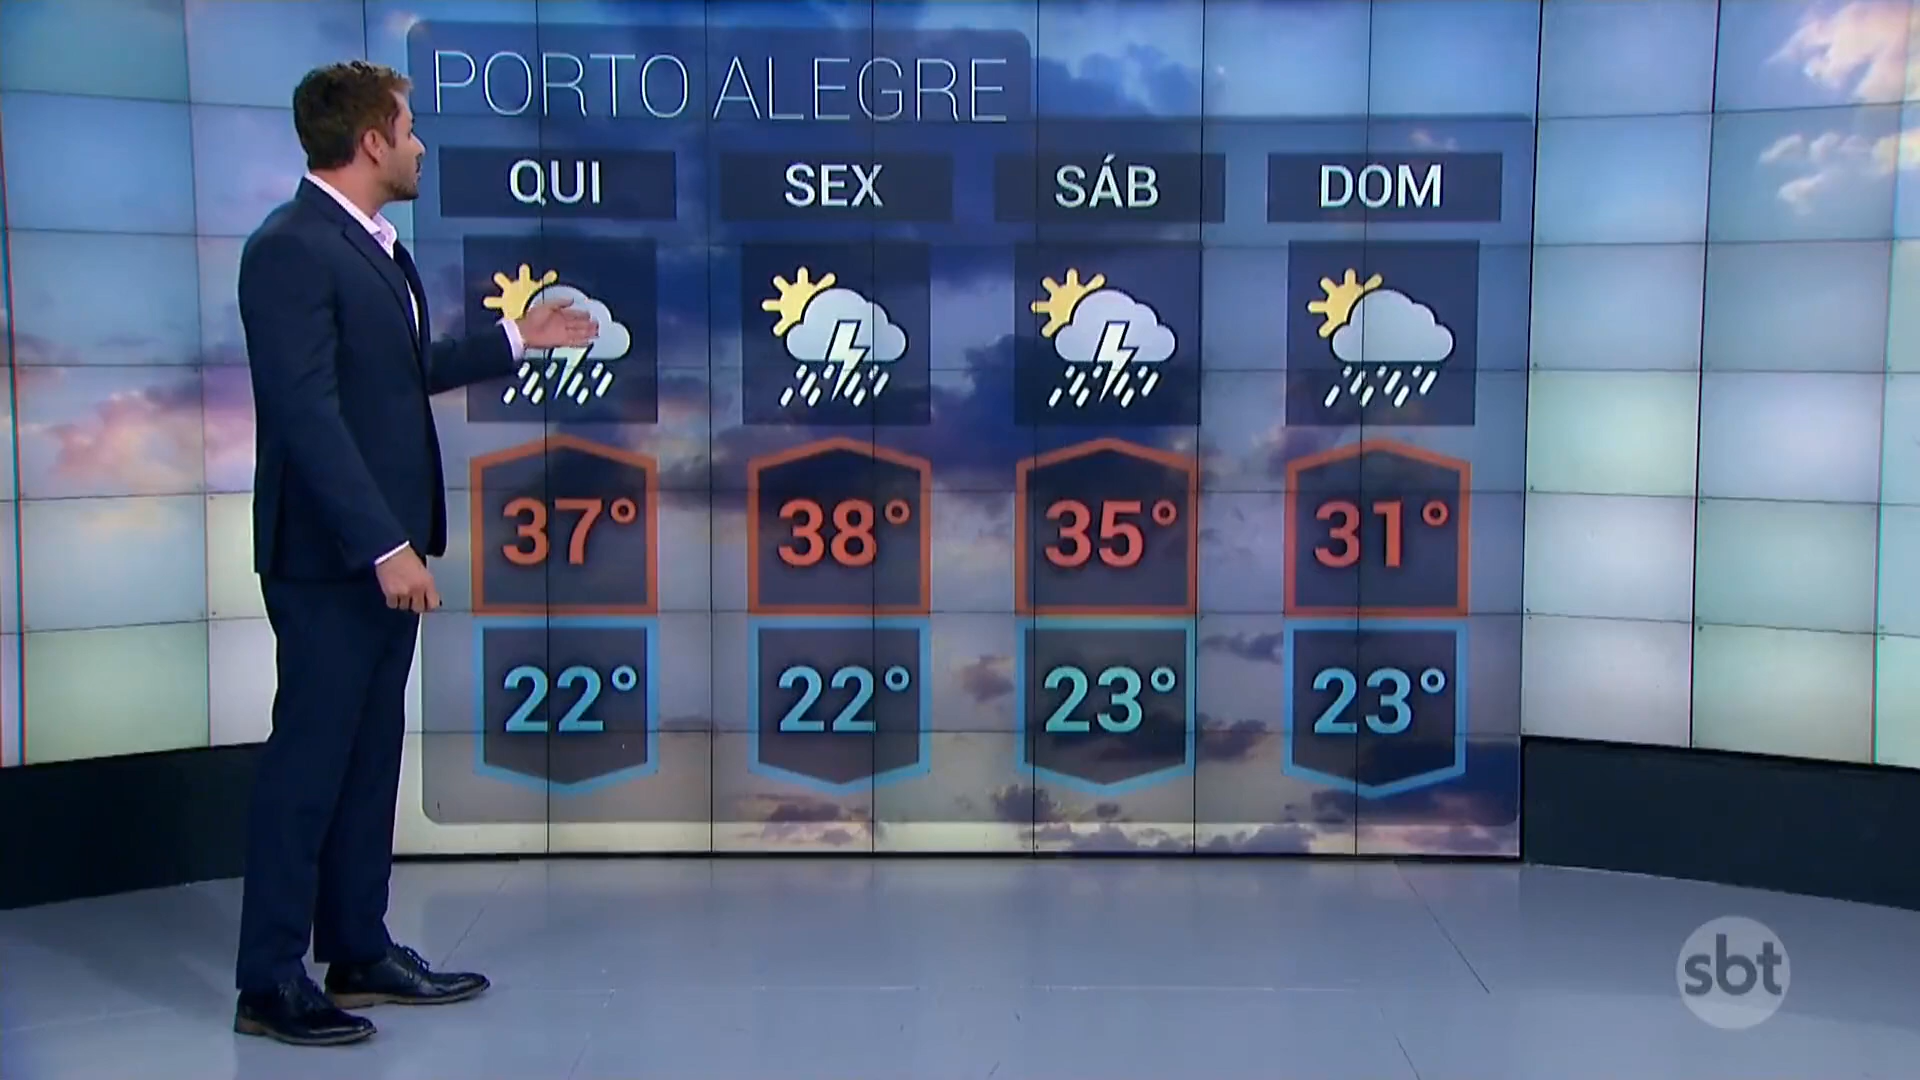 PORTO ALEGRE
QUI SEX SÁB DOM
37° 38° 35° 31°
22° 22° 23° 23°
sbt